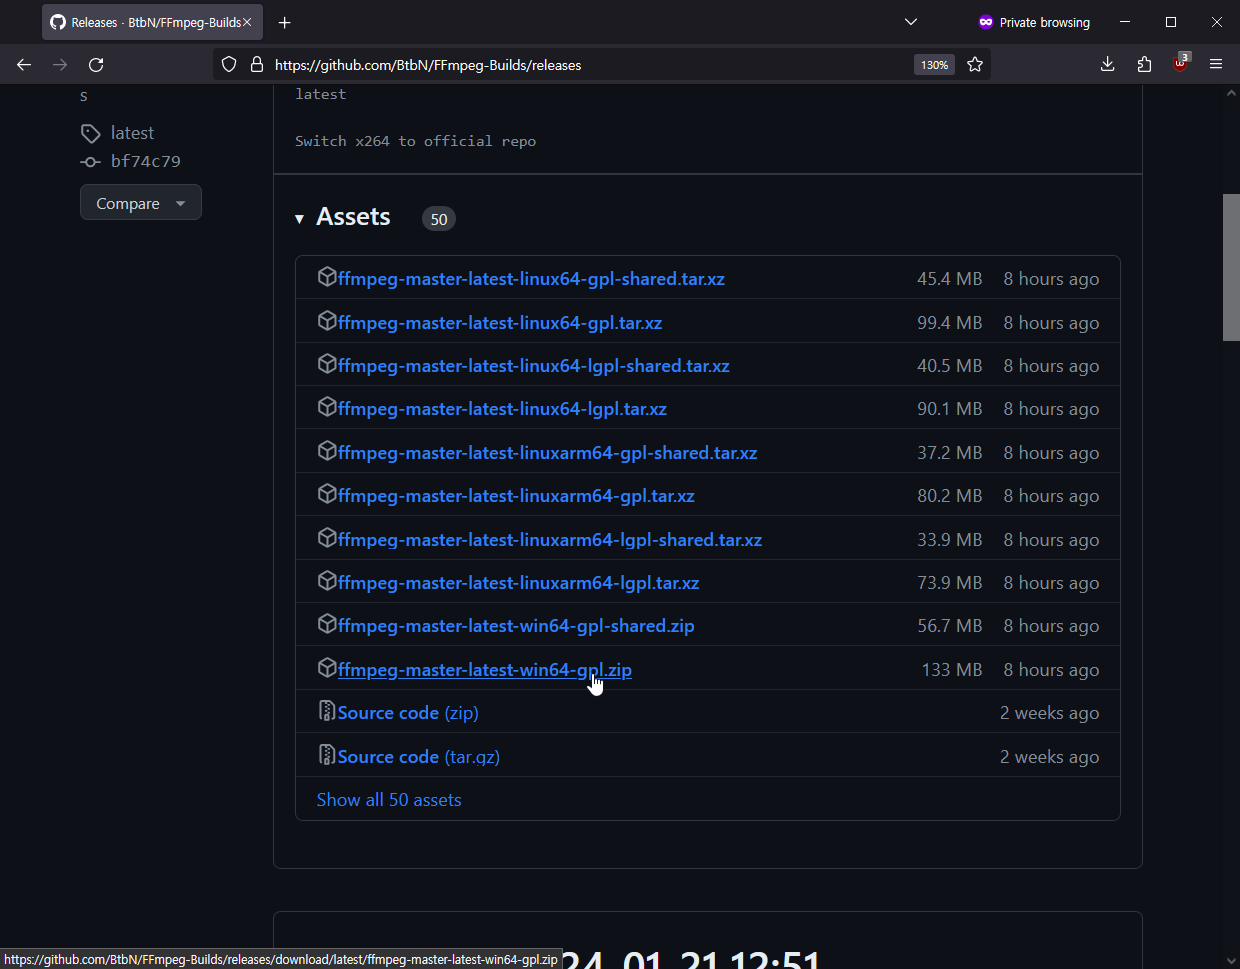 Releases · BtbN/FFmpeg-Builds
Private browsing
https://github.com/BtbN/FFmpeg-Builds/releases
130%
3
s
latest
latest
bf74c79
Switch x264 to official repo
Compare
Assets 50
ffmpeg-master-latest-linux64-gpl-shared.tar.xz 45.4 MB 8 hours ago
ffmpeg-master-latest-linux64-gpl.tar.xz 99.4 MB 8 hours ago
ffmpeg-master-latest-linux64-lgpl-shared.tar.xz 40.5 MB 8 hours ago
ffmpeg-master-latest-linux64-lgpl.tar.xz 90.1 MB 8 hours ago
ffmpeg-master-latest-linuxarm64-gpl-shared.tar.xz 37.2 MB 8 hours ago
ffmpeg-master-latest-linuxarm64-gpl.tar.xz 80.2 MB 8 hours ago
ffmpeg-master-latest-linuxarm64-lgpl-shared.tar.xz 33.9 MB 8 hours ago
ffmpeg-master-latest-linuxarm64-lgpl.tar.xz 73.9 MB 8 hours ago
ffmpeg-master-latest-win64-gpl-shared.zip 56.7 MB 8 hours ago
ffmpeg-master-latest-win64-gpl.zip 133 MB 8 hours ago
Source code (zip) 2 weeks ago
Source code (tar.gz) 2 weeks ago
Show all 50 assets
24 01 21 12:51
https://github.com/BtbN/FFmpeg-Builds/releases/download/latest/ffmpeg-master-latest-win64-gpl.zip